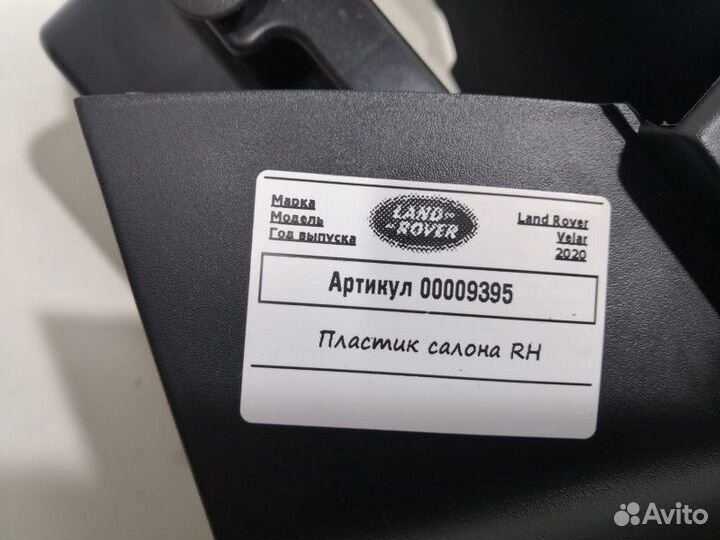 Марка
Модель
Год выпуска
LAND
ROVER
Land Rover
Velar
2020
Артикул 00009395
Пластик салона RH
Avito